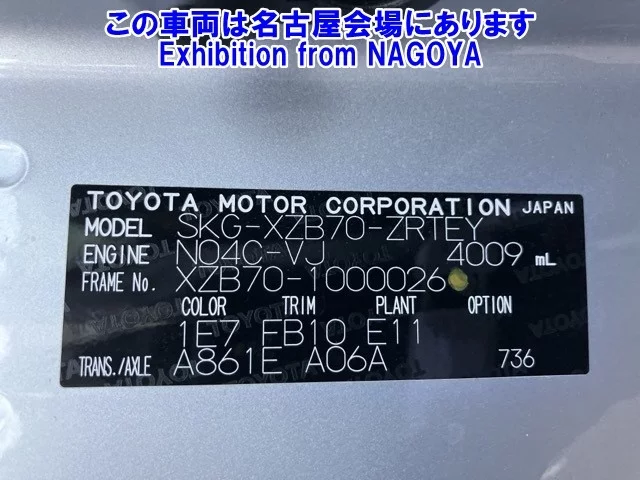 この車両は名古屋会場にあります
Exhibition from NAGOYA
TOYOTA MOTOR CORPORATION JAPAN
MODEL SKG-XZB70-ZRTEY
ENGINE N04C-VJ 4009 mL
FRAME No. XZB70-1000026
COLOR TRIM PLANT OPTION
1E7 EB10 E11
TRANS./AXLE A861E A06A 736